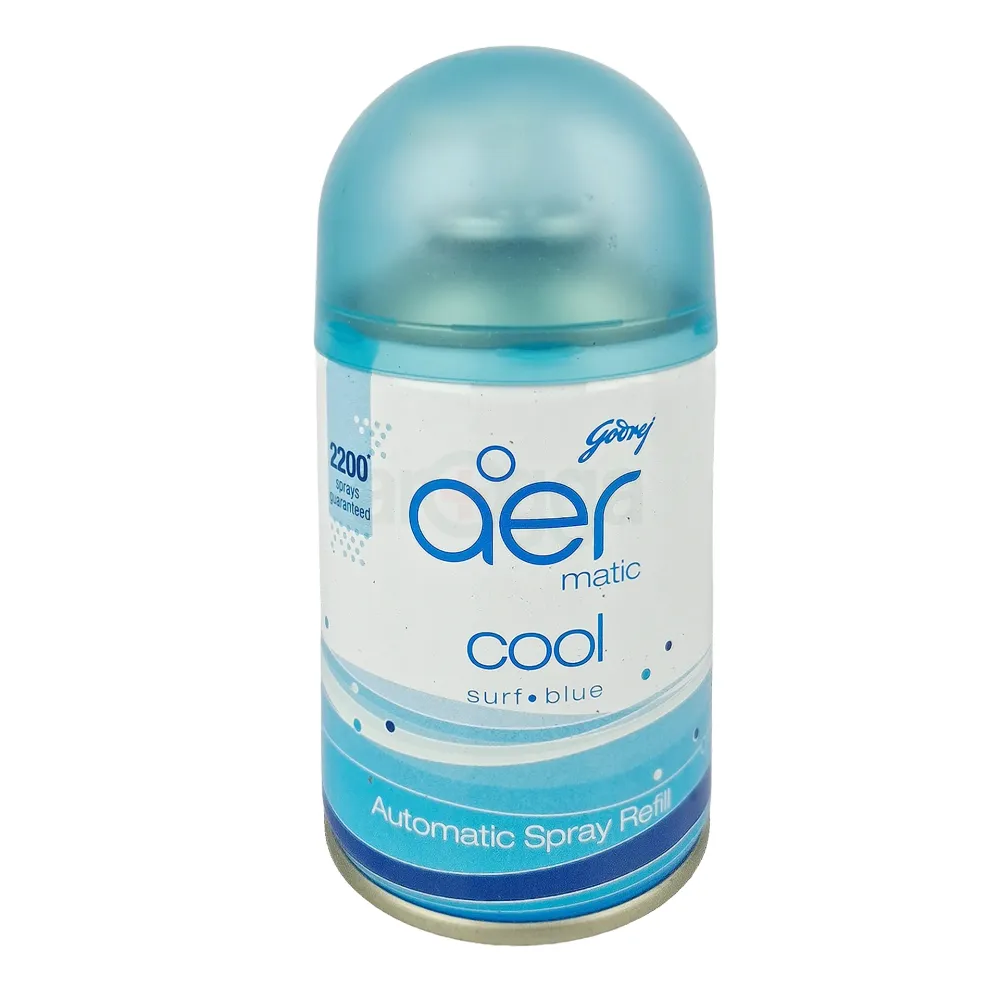 2200*
sprays
guaranteed
Godrej
aer
matic
cool
surf • blue
Automatic Spray Refill